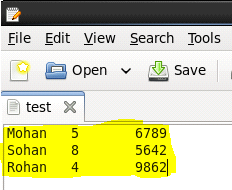 File Edit View Search Tools
Open Save
test
Mohan 5 6789
Sohan 8 5642
Rohan 4 9862